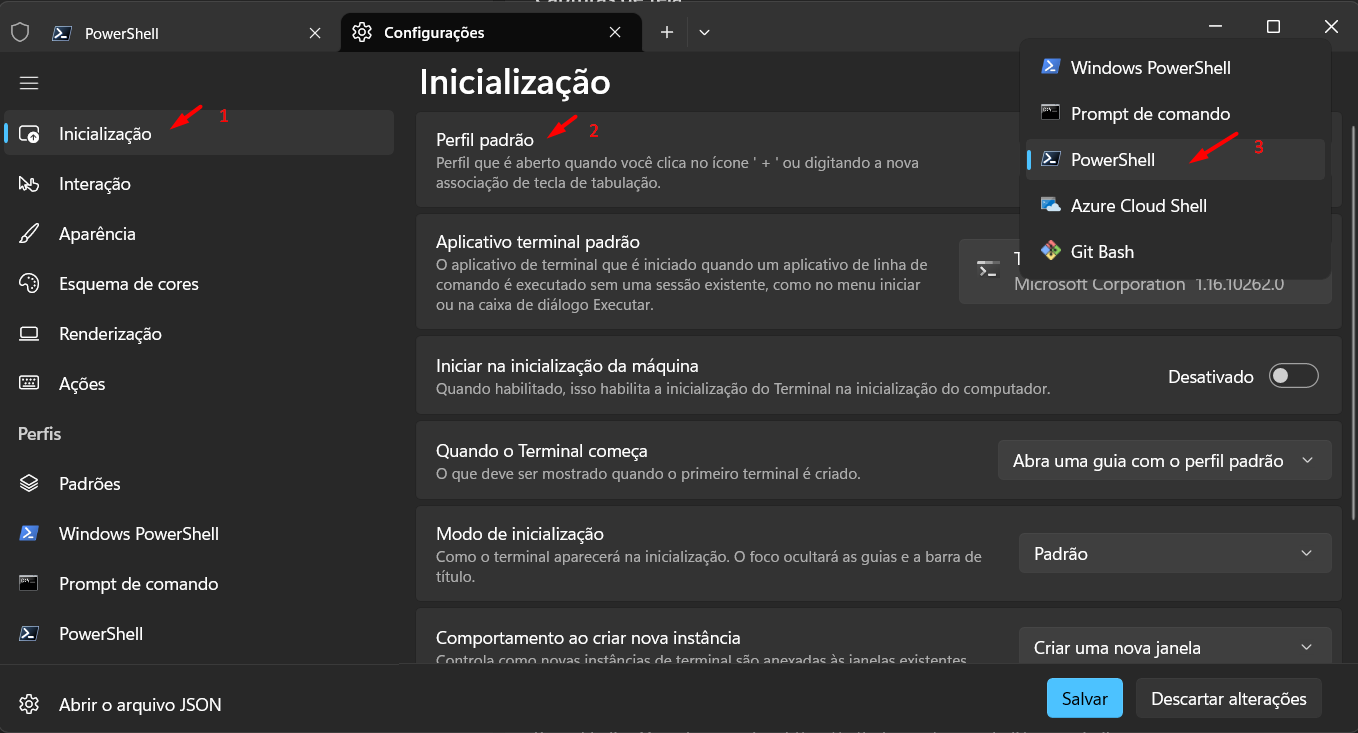 PowerShell
Configurações
Inicialização
1
Interação
Aparência
Esquema de cores
Renderização
Ações
Perfis
Padrões
Windows PowerShell
Prompt de comando
PowerShell
Abrir o arquivo JSON
Inicialização
Perfil padrão
2
Perfil que é aberto quando você clica no ícone ' + ' ou digitando a nova
associação de tecla de tabulação.
Windows PowerShell
Prompt de comando
PowerShell
3
Azure Cloud Shell
Git Bash
Aplicativo terminal padrão
O aplicativo de terminal que é iniciado quando um aplicativo de linha de
comando é executado sem uma sessão existente, como no menu iniciar
ou na caixa de diálogo Executar.
Microsoft Corporation 1.16.10262.0
Iniciar na inicialização da máquina
Quando habilitado, isso habilita a inicialização do Terminal na inicialização do computador.
Desativado
Quando o Terminal começa
O que deve ser mostrado quando o primeiro terminal é criado.
Abra uma guia com o perfil padrão
Modo de inicialização
Como o terminal aparecerá na inicialização. O foco ocultará as guias e a barra de
título.
Padrão
Comportamento ao criar nova instância
Controla como novas instâncias de terminal são anexadas às janelas existentes
Criar uma nova janela
Salvar
Descartar alterações